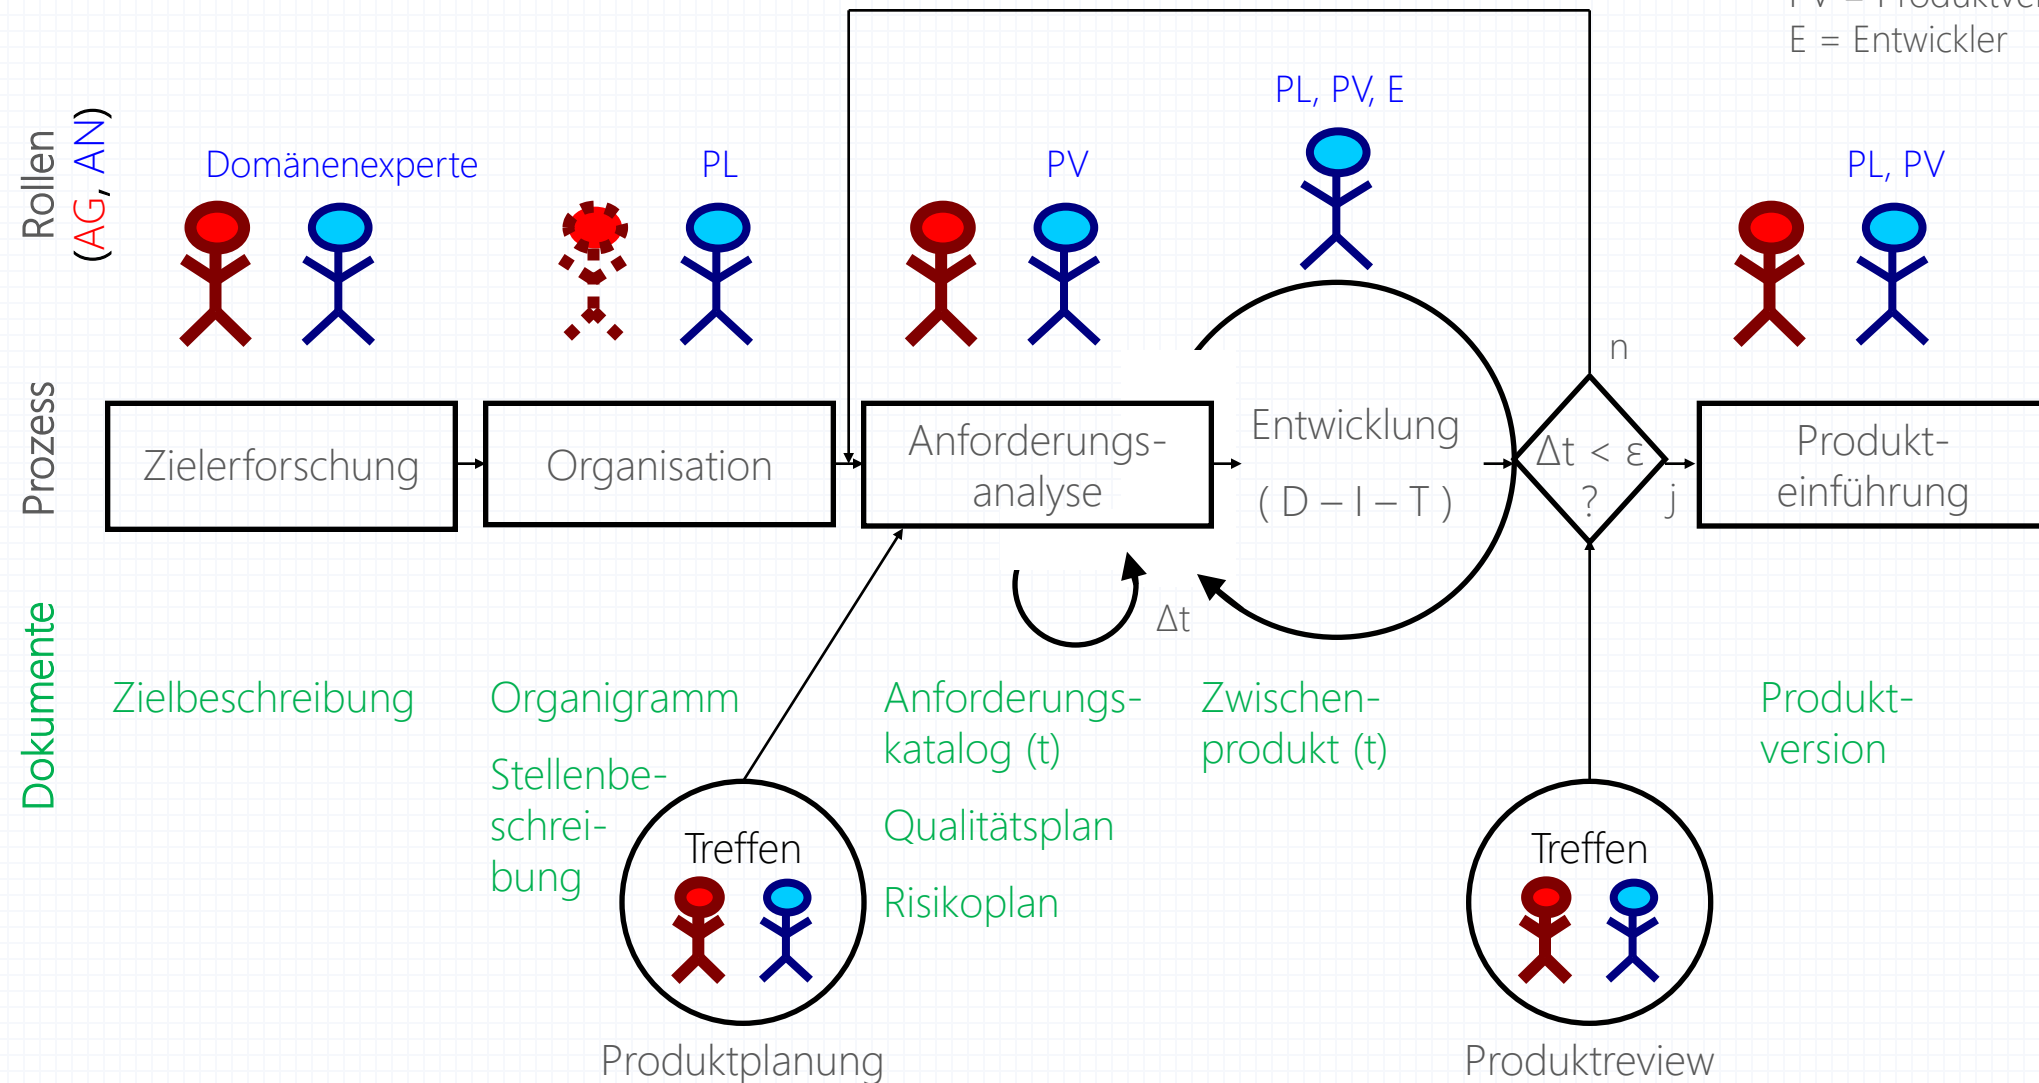 E = Entwickler
PL, PV, E
Rollen
(AG, AN)
Domänenexperte
PL
PV
PL, PV
n
Prozess
Zielerforschung
Organisation
Anforderungs-
analyse
Entwicklung
( D – I – T )
Δt < ε
?
j
Produkt-
einführung
Δt
Dokumente
Zielbeschreibung
Organigramm
Stellenbe-
schrei-
bung
Anforderungs-
katalog (t)
Qualitätsplan
Risikoplan
Zwischen-
produkt (t)
Produkt-
version
Treffen
Produktplanung
Treffen
Produktreview